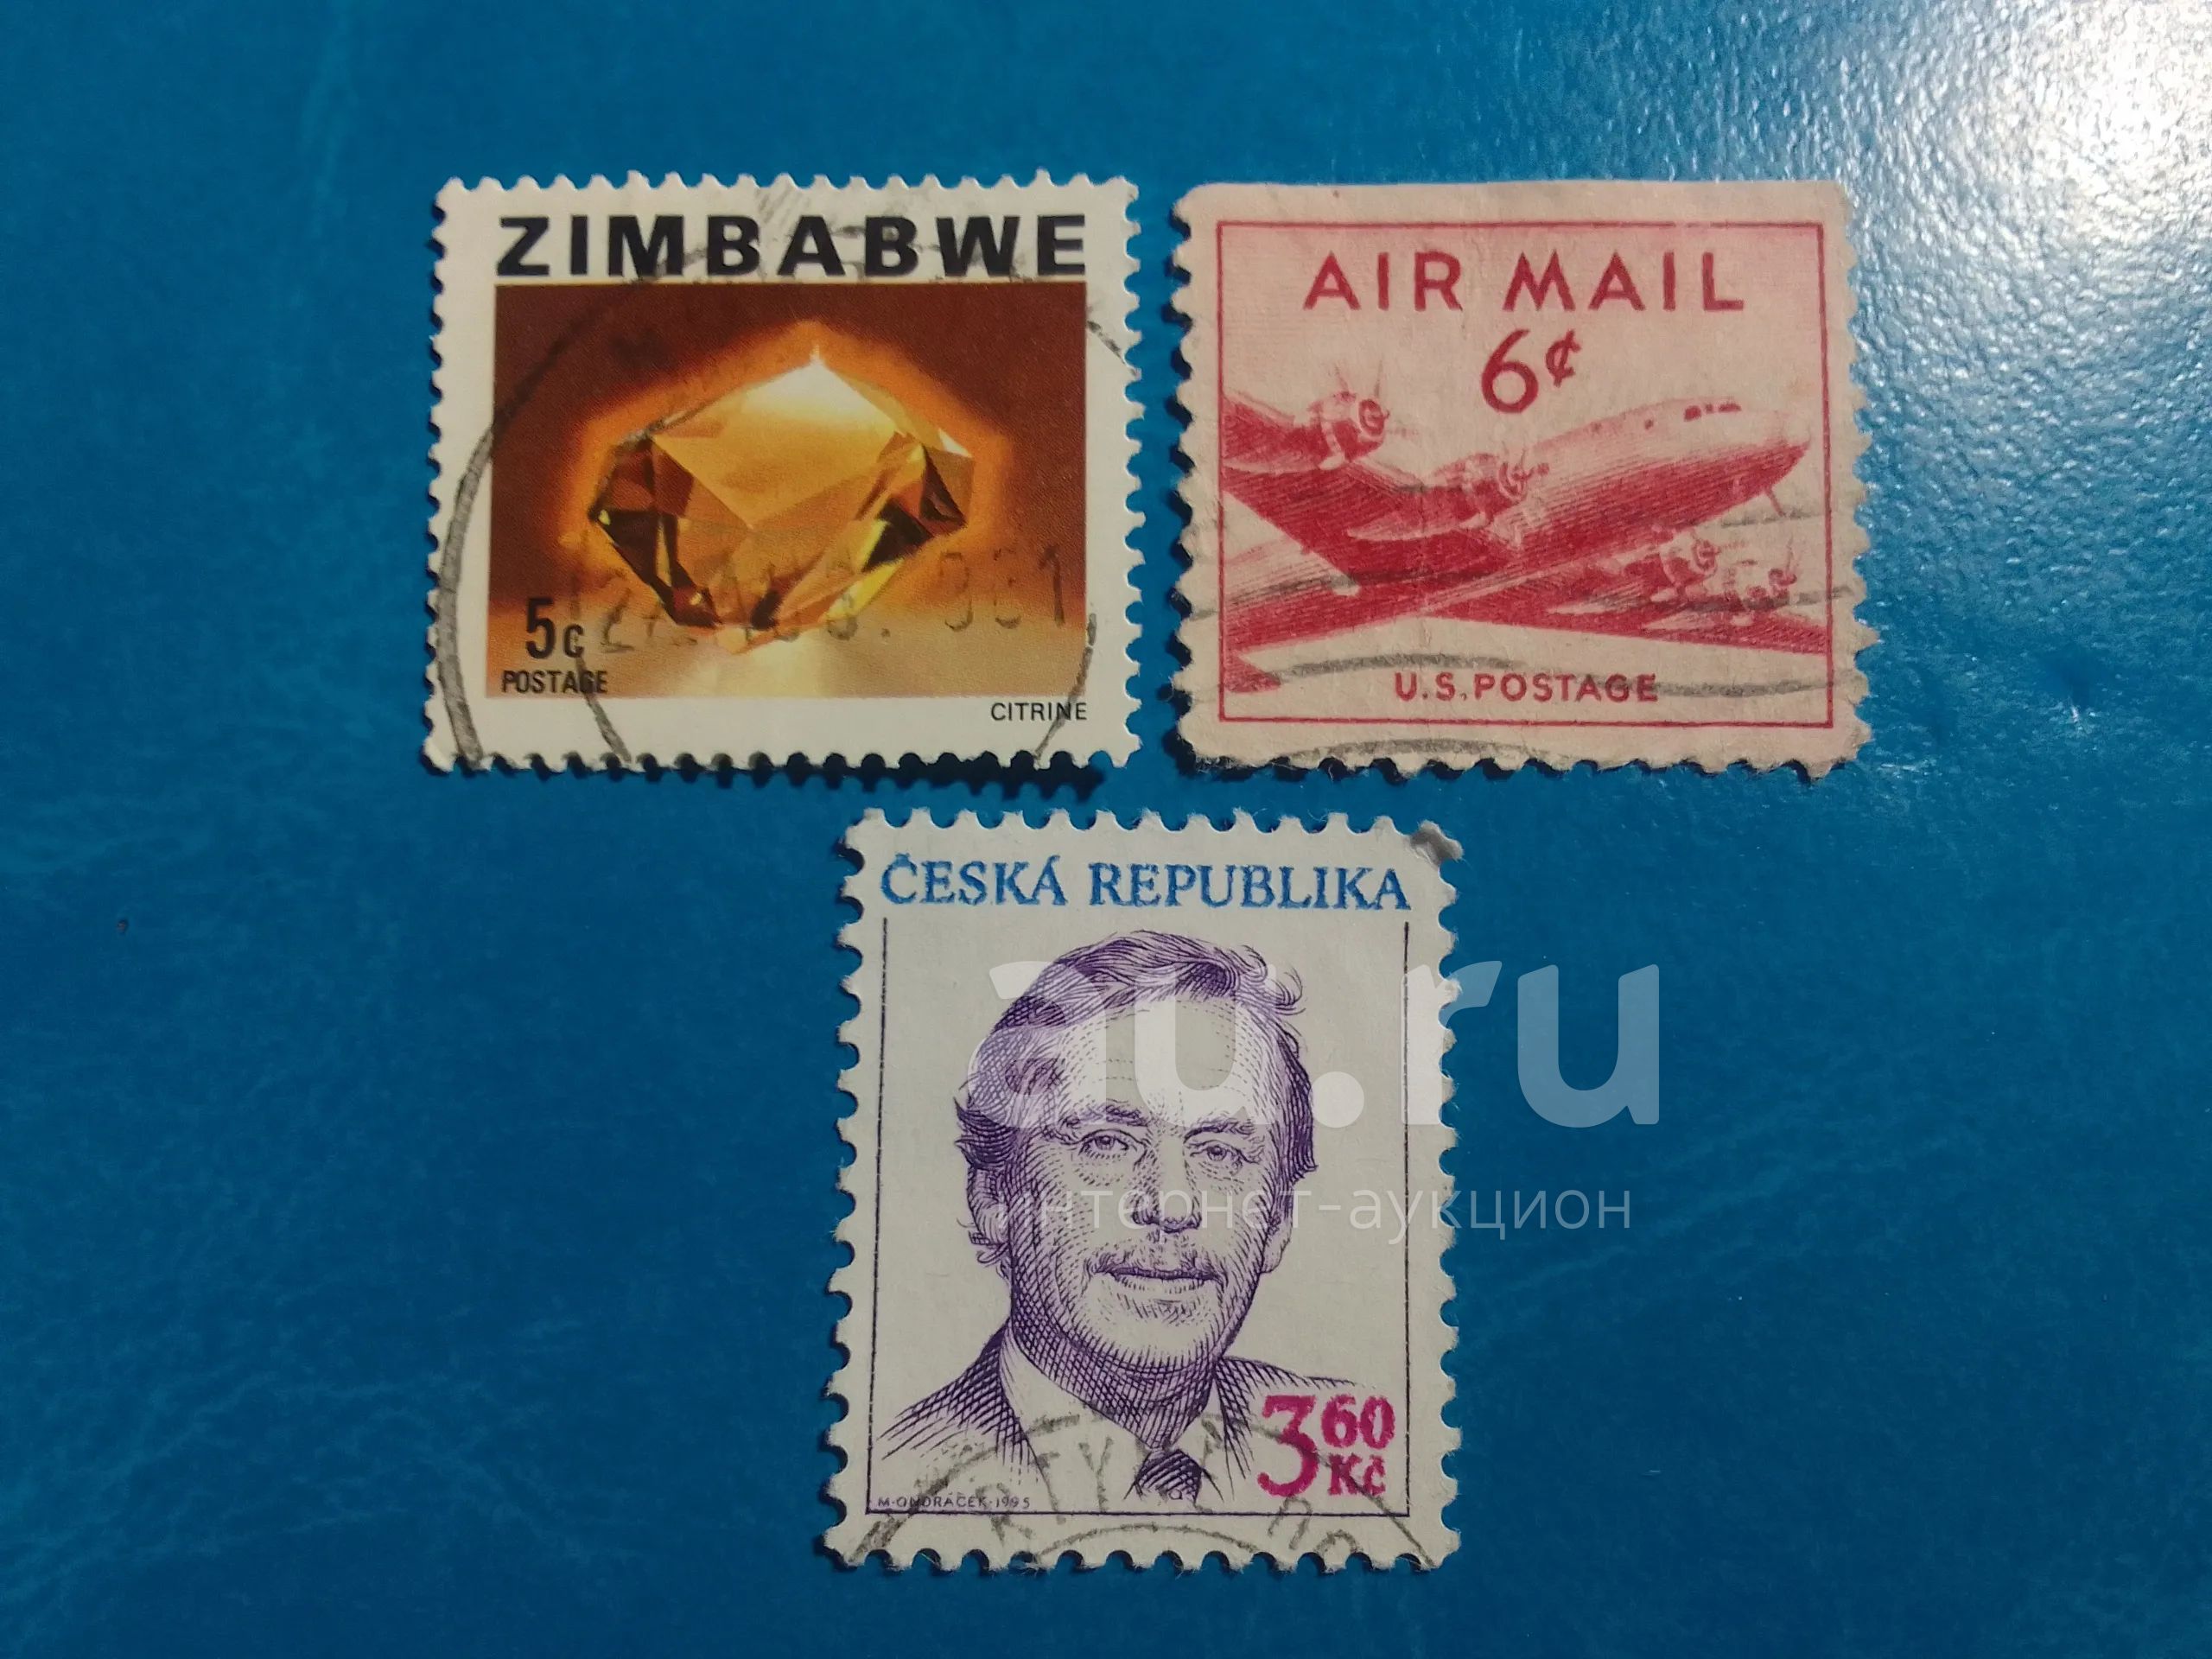 ZIMBABWE
5c
POSTAGE
CITRINE
AIR MAIL
6¢
U.S. POSTAGE
ČESKÁ REPUBLIKA
au.ru
интернет-аукцион
3 60
Kč
M·ONDRÁČEK·1995